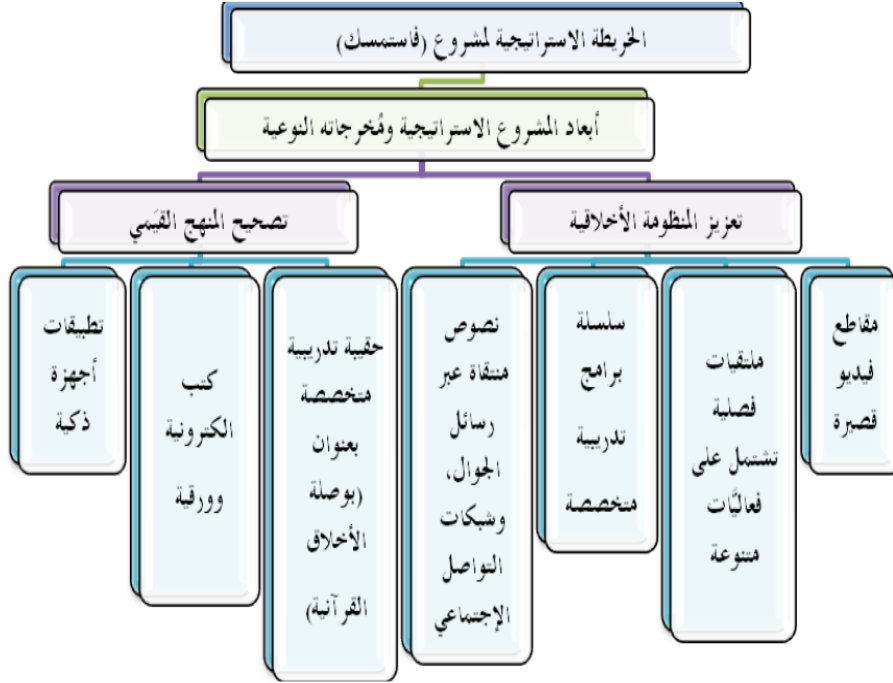 الخريطة الاستراتيجية لمشروع (فاستمسك)
أبعاد المشروع الاستراتيجية ومُخرجاته النوعية
تعزيز المنظومة الأخلاقية
تصحيح المنهج القيَمي
مقاطع
فيديو
قصيرة
ملتقيات
فصلية
تشتمل على
فعاليَّات
متنوعة
سلسلة
برامج
تدريبية
متخصصة
نصوص
منتقاة عبر
رسائل
الجوال،
وشبكات
التواصل
الإجتماعي
حقيبة تدريبية
متخصصة
بعنوان
(بوصلة
الأخلاق
القرآنية)
كتب
الكترونية
وورقية
تطبيقات
أجهزة
ذكية